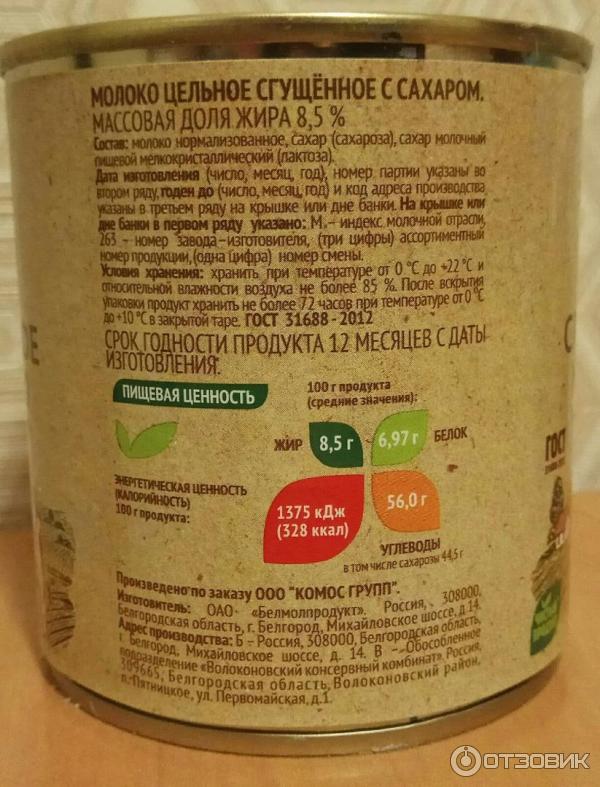 МОЛОКО ЦЕЛЬНОЕ СГУЩЁННОЕ С САХАРОМ.
МАССОВАЯ ДОЛЯ ЖИРА 8,5 %
Состав: молоко нормализованное, сахар (сахароза), сахар молочный
пищевой мелкокристаллический (лактоза).
Дата изготовления (число, месяц, год), номер партии указаны во
втором ряду, годен до (число, месяц, год) и код адреса производства
указаны в третьем ряду на крышке или дне банки. На крышке или
дне банки в первом ряду указано: М – индекс молочной отрасли,
263 – номер завода–изготовителя, (три цифры) ассортиментный
номер продукции, (одна цифра) номер смены.
Условия хранения: хранить при температуре от 0 °С до +22 °С и
относительной влажности воздуха не более 85 %. После вскрытия
упаковки продукт хранить не более 72 часов при температуре от 0 °С
до +10 °С в закрытой таре. ГОСТ 31688 - 2012
СРОК ГОДНОСТИ ПРОДУКТА 12 МЕСЯЦЕВ С ДАТЫ
ИЗГОТОВЛЕНИЯ.
ПИЩЕВАЯ ЦЕННОСТЬ
100 г продукта
(средние значения):
ЖИР 8,5 г 6,97 г БЕЛОК
ЭНЕРГЕТИЧЕСКАЯ ЦЕННОСТЬ
(КАЛОРИЙНОСТЬ)
100 г продукта:
1375 кДж
(328 ккал)
56,0 г
УГЛЕВОДЫ
в том числе сахарозы 44,5 г
Произведено по заказу ООО "КОМОС ГРУПП".
Изготовитель: ОАО «Белмолпродукт». Россия, 308000,
Белгородская область, г. Белгород, Михайловское шоссе, д.14.
Адрес производства: Б – Россия, 308000, Белгородская область,
г. Белгород, Михайловское шоссе, д. 14. В – Обособленное
подразделение «Волоконовский консервный комбинат» Россия,
309665, Белгородская область, Волоконовский район,
п. Пятницкое, ул. Первомайская, д.1.
ОЕ
С
ГОСТ
ОТЗОВИК